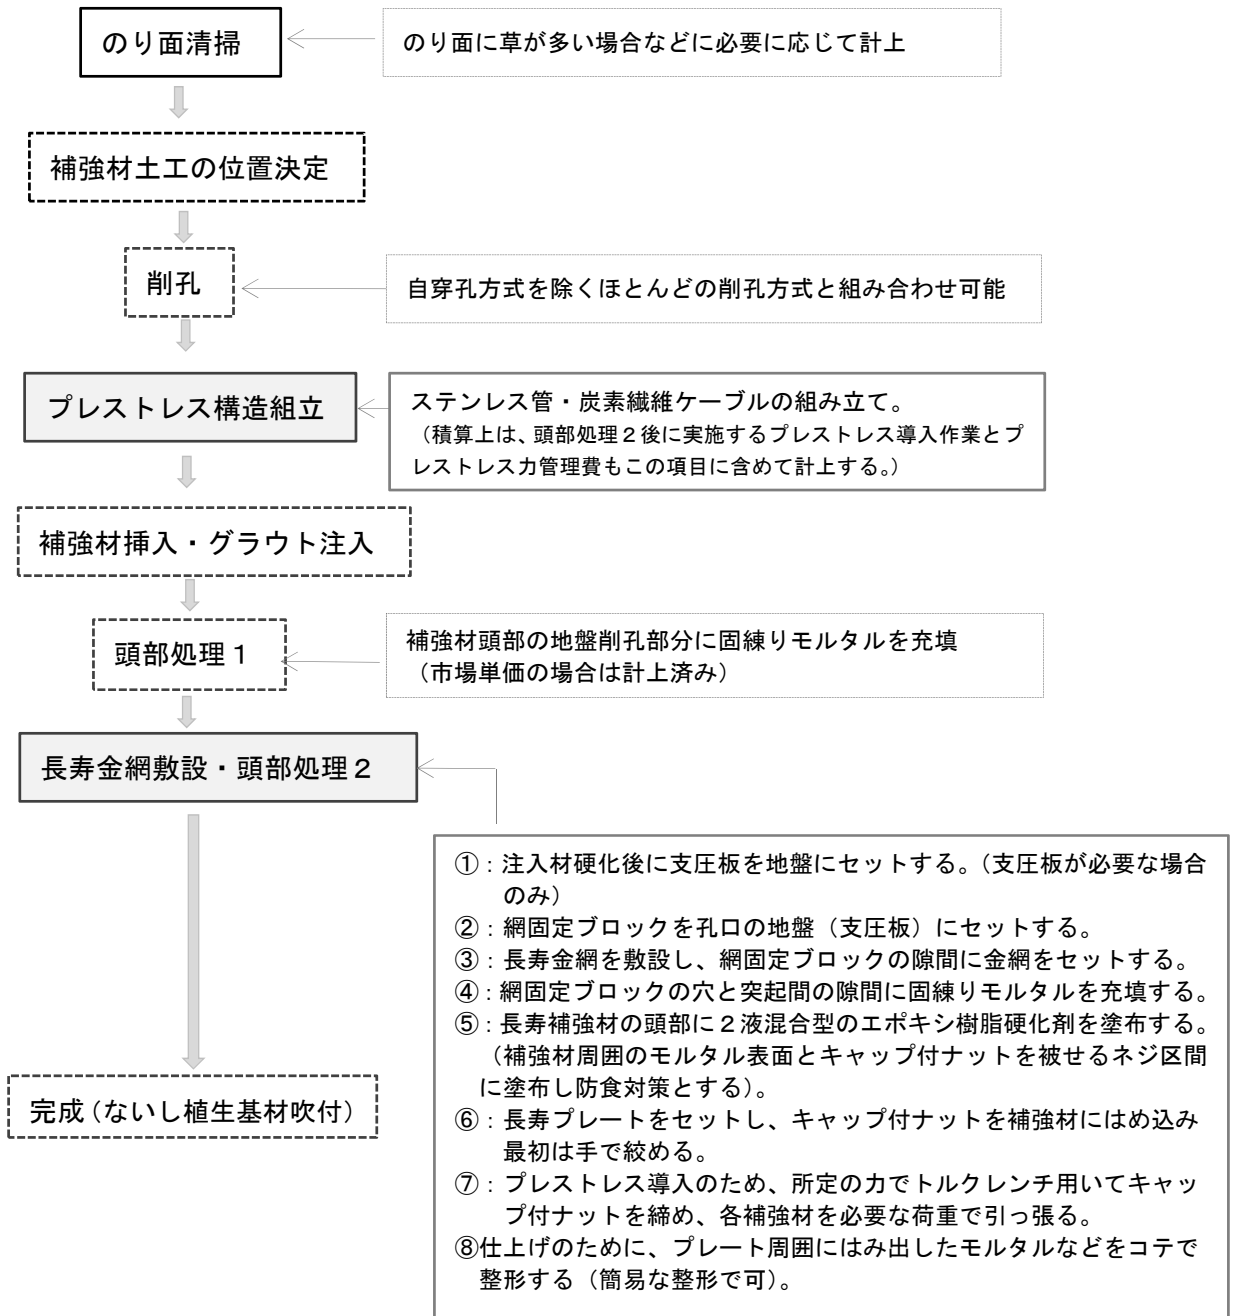 のり面清掃
のり面に草が多い場合などに必要に応じて計上
補強材土工の位置決定
削孔
自穿孔方式を除くほとんどの削孔方式と組み合わせ可能
プレストレス構造組立
ステンレス管・炭素繊維ケーブルの組み立て。
（積算上は、頭部処理２後に実施するプレストレス導入作業とプ
レストレス力管理費もこの項目に含めて計上する。）
補強材挿入・グラウト注入
頭部処理１
補強材頭部の地盤削孔部分に固練りモルタルを充填
（市場単価の場合は計上済み）
長寿金網敷設・頭部処理２
①：注入材硬化後に支圧板を地盤にセットする。（支圧板が必要な場合
のみ）
②：網固定ブロックを孔口の地盤（支圧板）にセットする。
③：長寿金網を敷設し、網固定ブロックの隙間に金網をセットする。
④：網固定ブロックの穴と突起間の隙間に固練りモルタルを充填する。
⑤：長寿補強材の頭部に２液混合型のエポキシ樹脂硬化剤を塗布する。
（補強材周囲のモルタル表面とキャップ付ナットを被せるネジ区間
に塗布し防食対策とする）。
⑥：長寿プレートをセットし、キャップ付ナットを補強材にはめ込み
最初は手で絞める。
⑦：プレストレス導入のため、所定の力でトルクレンチ用いてキャッ
プ付ナットを締め、各補強材を必要な荷重で引っ張る。
⑧仕上げのために、プレート周囲にはみ出したモルタルなどをコテで
整形する（簡易な整形で可）。
完成（ないし植生基材吹付）